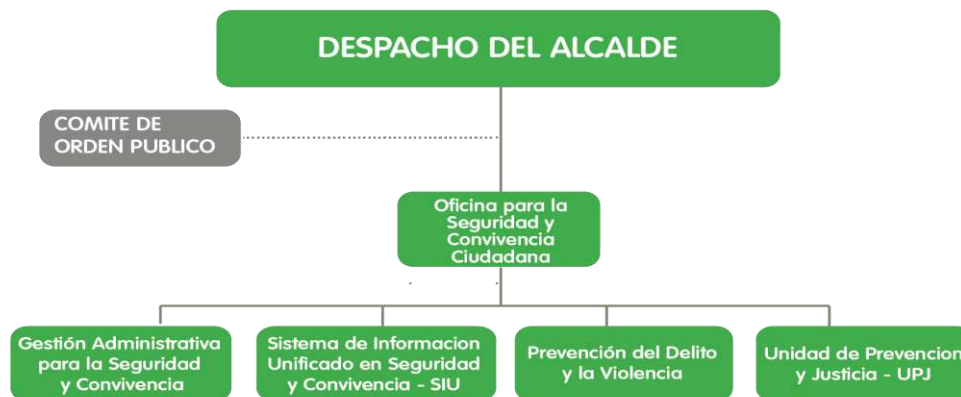 DESPACHO DEL ALCALDE
COMITE DE
ORDEN PUBLICO
Oficina para la
Seguridad y
Convivencia
Ciudadana
Gestión Administrativa
para la Seguridad
y Convivencia
Sistema de Informacion
Unificado en Seguridad
y Convivencia - SIU
Prevención del Delito
y la Violencia
Unidad de Prevencion
y Justicia - UPJ